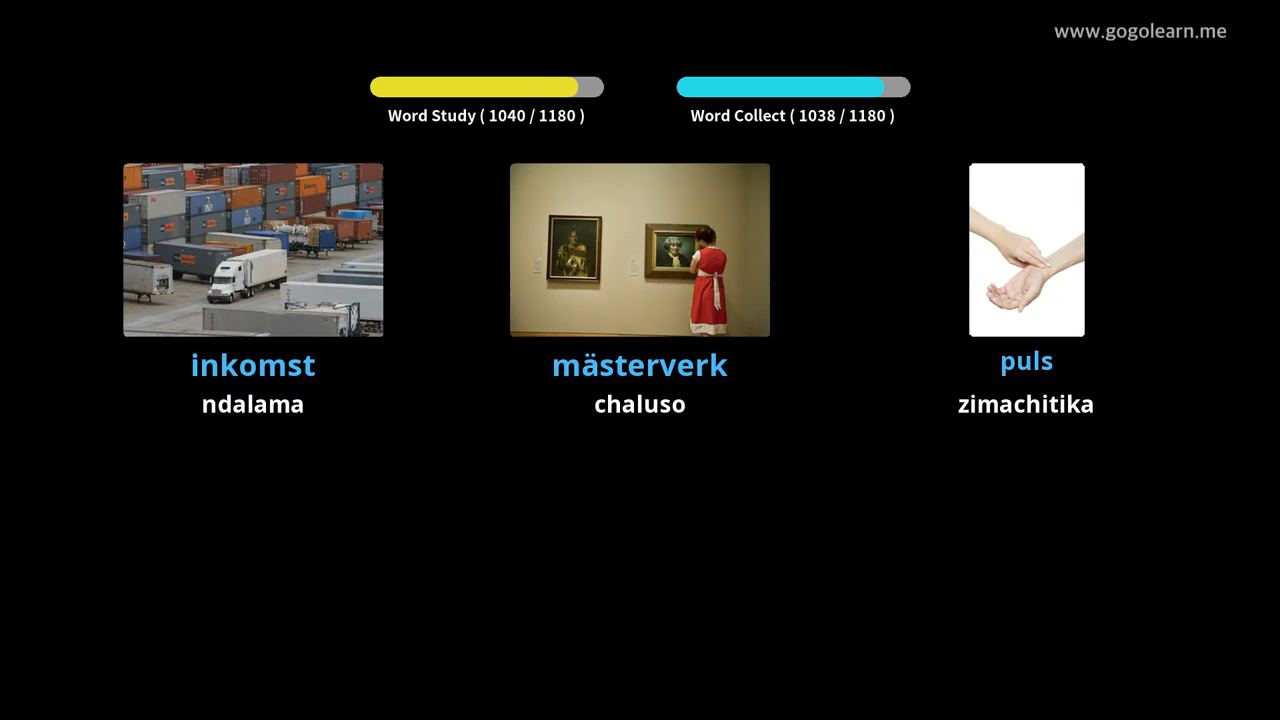 www.gogolearn.me
Word Study ( 1040 / 1180 )
Word Collect ( 1038 / 1180 )
inkomst
mästerverk
puls
ndalama
chaluso
zimachitika